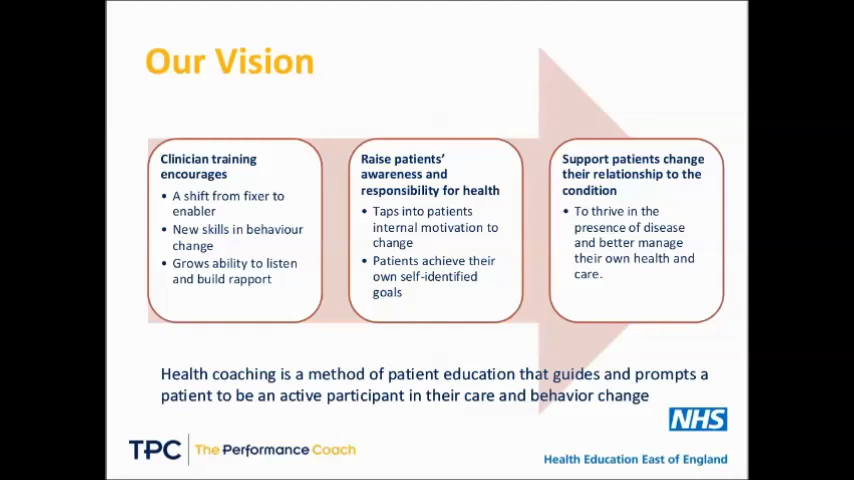 Our Vision
Clinician training
encourages
• A shift from fixer to
enabler
• New skills in behaviour
change
• Grows ability to listen
and build rapport
Raise patients’
awareness and
responsibility for health
• Taps into patients
internal motivation to
change
• Patients achieve their
own self-identified
goals
Support patients change
their relationship to the
condition
• To thrive in the
presence of disease
and better manage
their own health and
care.
Health coaching is a method of patient education that guides and prompts a
patient to be an active participant in their care and behavior change
NHS
TPC | The Performance Coach
Health Education East of England